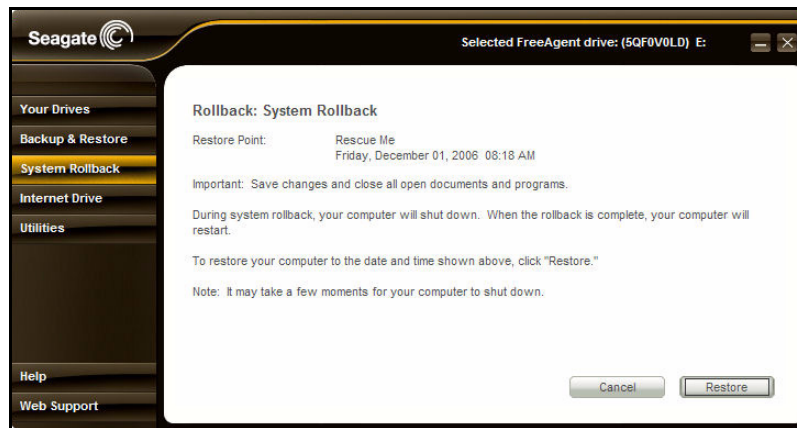 Seagate
Selected FreeAgent drive: (5QF0V0LD) E:
Your Drives
Backup & Restore
System Rollback
Internet Drive
Utilities
Help
Web Support
Rollback: System Rollback
Restore Point: Rescue Me
Friday, December 01, 2006 08:18 AM
Important: Save changes and close all open documents and programs.
During system rollback, your computer will shut down. When the rollback is complete, your computer will
restart.
To restore your computer to the date and time shown above, click "Restore."
Note: It may take a few moments for your computer to shut down.
Cancel
Restore